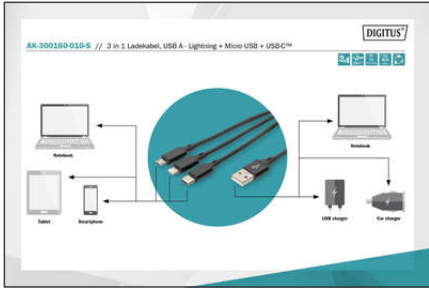 DIGITUS®
AK-300160-010-S // 3 in 1 Ladekabel, USB A - Lightning + Micro USB + USB-C™
Notebook
Notebook
Tablet
Smartphone
USB charger
Car charger